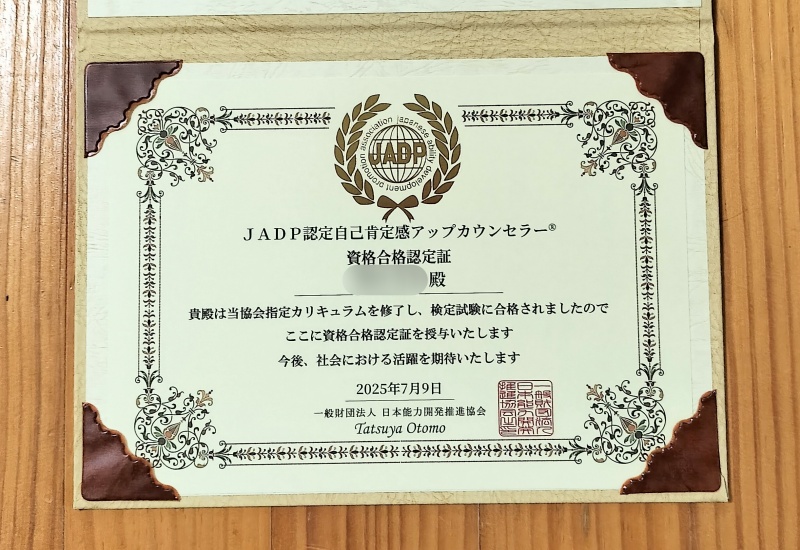 japanese ability development promotion association
JADP
JADP認定自己肯定感アップカウンセラー®
資格合格認定証
殿
貴殿は当協会指定カリキュラムを修了し、検定試験に合格されましたので
ここに資格合格認定証を授与いたします
今後、社会における活躍を期待いたします
2025年7月9日
一般財団法人 日本能力開発推進協会
Tatsuya Otomo